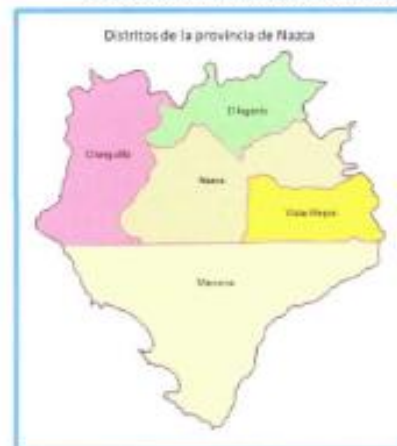 Distritos de la provincia de Nazca
El Ingenio
Changuillo
Nazca
Vista Alegre
Marcona